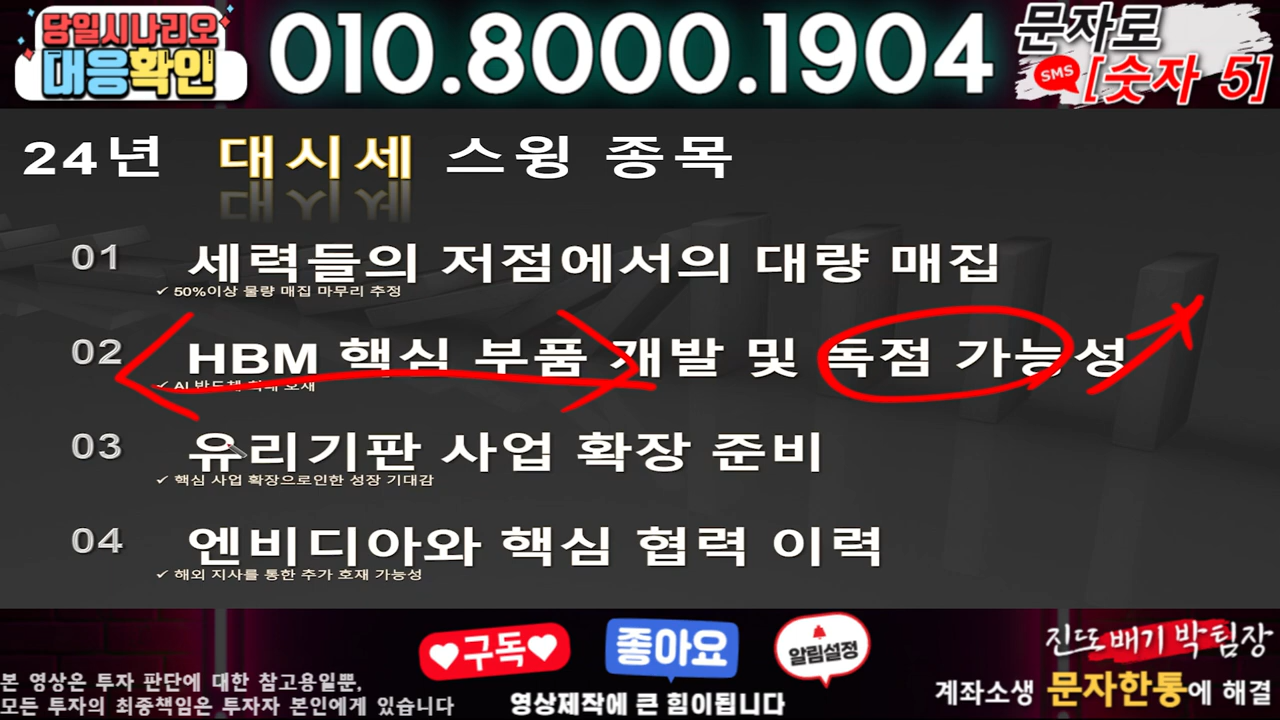 당일시나리오
대응확인
010.8000.1904
문자로
SMS [숫자 5]
24년 대시세 스윙 종목
01 세력들의 저점에서의 대량 매집
✓ 50%이상 물량 매집 마무리 추정
02 HBM 핵심 부품 개발 및 독점 가능성
✓ AI 반도체 확대 호재
03 유리기판 사업 확장 준비
✓ 핵심 사업 확장으로인한 성장 기대감
04 엔비디아와 핵심 협력 이력
✓ 해외 지사를 통한 추가 호재 가능성
구독
좋아요
알림설정
영상제작에 큰 힘이됩니다
본 영상은 투자 판단에 대한 참고용일뿐,
모든 투자의 최종책임은 투자자 본인에게 있습니다
진또배기 박팀장
계좌소생 문자한통에 해결